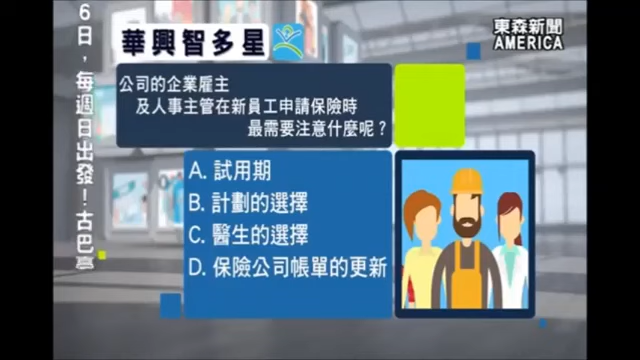 華興智多星
東森新聞
AMERICA
6日，每週日出發！古巴亭
公司的企業雇主
及人事主管在新員工申請保險時
最需要注意什麼呢？
A. 試用期
B. 計劃的選擇
C. 醫生的選擇
D. 保險公司帳單的更新